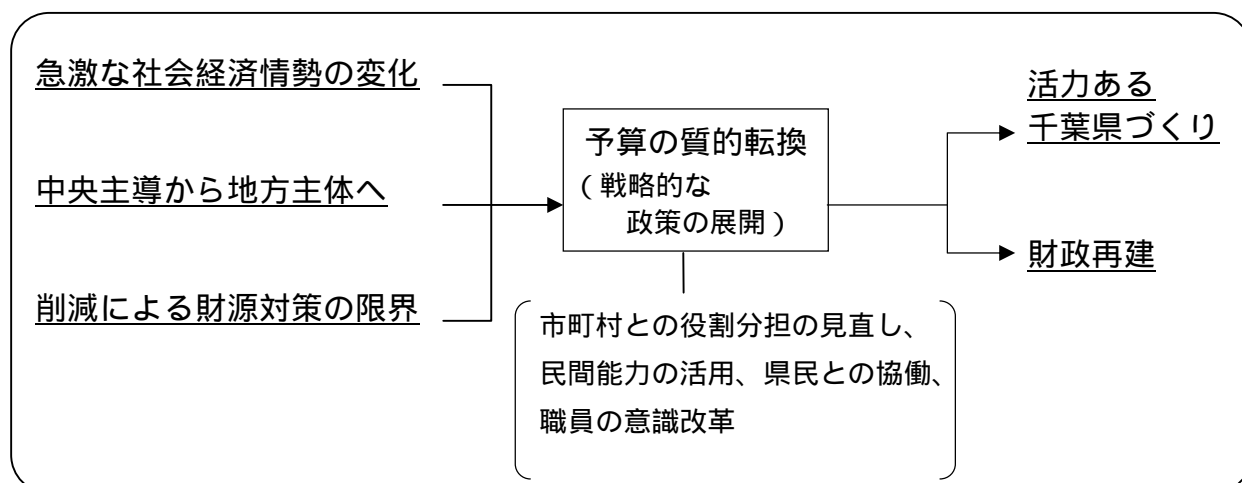 急激な社会経済情勢の変化
中央主導から地方主体へ
削減による財源対策の限界
予算の質的転換
（戦略的な
政策の展開）
市町村との役割分担の見直し、
民間能力の活用、県民との協働、
職員の意識改革
活力ある
千葉県づくり
財政再建